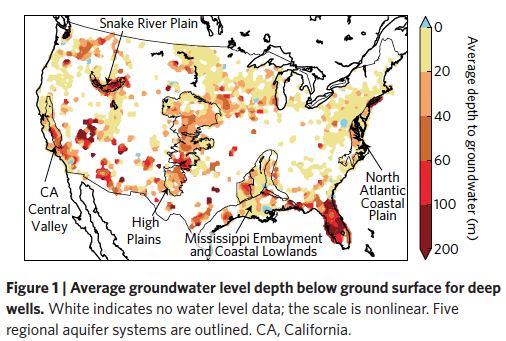 Snake River Plain
CA
Central
Valley
High
Plains
Mississippi Embayment
and Coastal Lowlands
North
Atlantic
Coastal
Plain
0
20
40
60
100
200
Average depth to groundwater (m)
Figure 1 | Average groundwater level depth below ground surface for deep
wells. White indicates no water level data; the scale is nonlinear. Five
regional aquifer systems are outlined. CA, California.